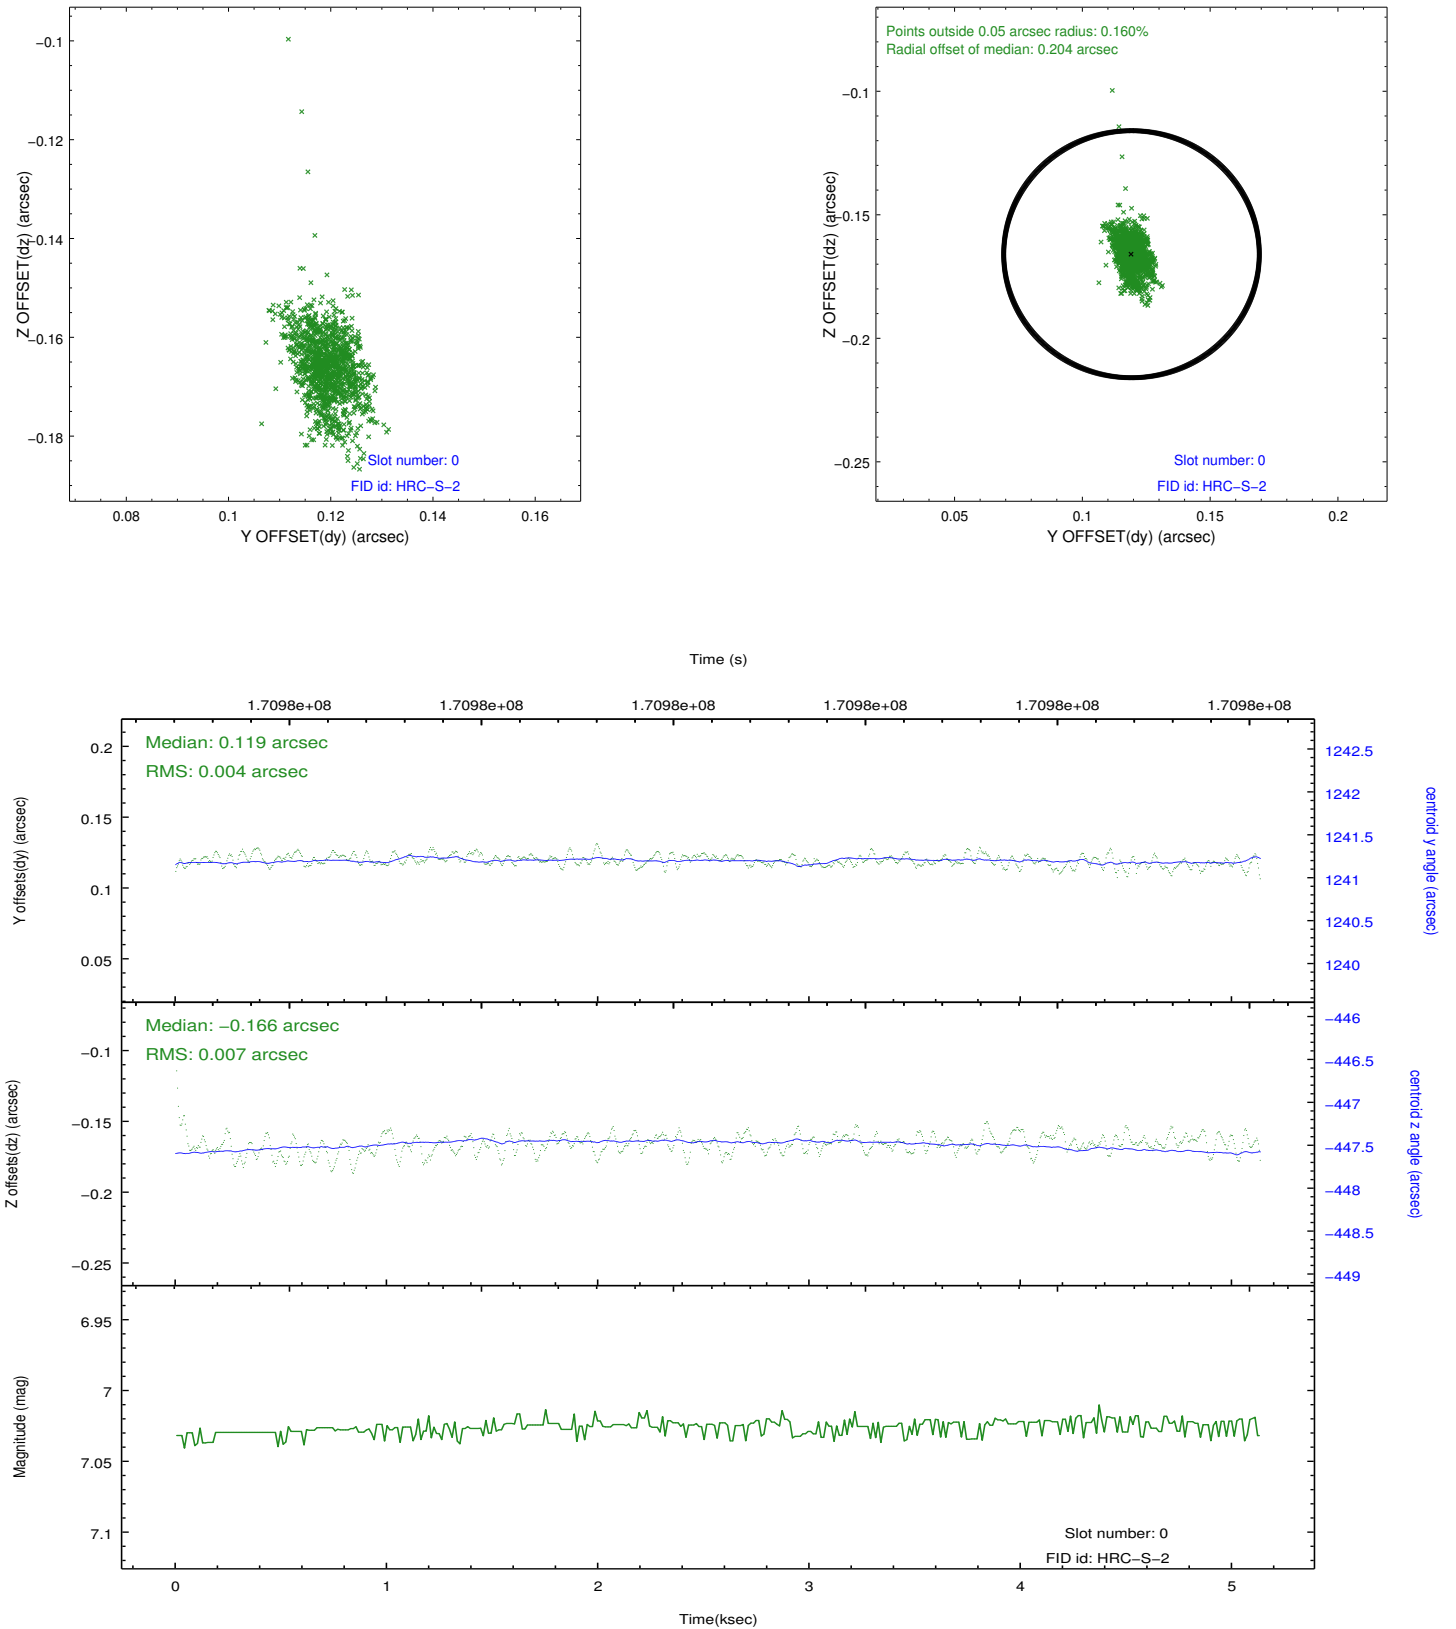 −0.1
−0.12
−0.14
−0.16
−0.18
Z OFFSET(dz) (arcsec)
Slot number: 0
FID id: HRC−S−2
0.08 0.1 0.12 0.14 0.16
Y OFFSET(dy) (arcsec)
Points outside 0.05 arcsec radius: 0.160%
Radial offset of median: 0.204 arcsec
−0.1
−0.15
−0.2
−0.25
Z OFFSET(dz) (arcsec)
Slot number: 0
FID id: HRC−S−2
0.05 0.1 0.15 0.2
Y OFFSET(dy) (arcsec)
Time (s)
1.7098e+08 1.7098e+08 1.7098e+08 1.7098e+08 1.7098e+08 1.7098e+08
Median: 0.119 arcsec
RMS: 0.004 arcsec
0.2
0.15
0.1
0.05
Y offsets(dy) (arcsec)
1242.5
1242
1241.5
1241
1240.5
1240
centroid y angle (arcsec)
Median: −0.166 arcsec
RMS: 0.007 arcsec
−0.1
−0.15
−0.2
−0.25
Z offsets(dz) (arcsec)
−446
−446.5
−447
−447.5
−448
−448.5
−449
centroid z angle (arcsec)
6.95
7
7.05
7.1
Magnitude (mag)
Slot number: 0
FID id: HRC−S−2
0 1 2 3 4 5
Time(ksec)